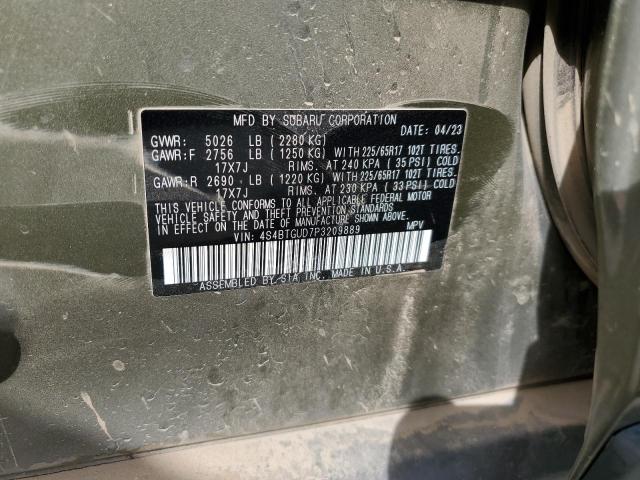 MFD BY SUBARU CORPORATION
DATE: 04/23
GVWR: 5026 LB (2280 KG)
GAWR:F 2756 LB (1250 KG) WITH 225/65R17 102T TIRES.
17X7J RIMS. AT 240 KPA (35 PSI) COLD
GAWR:R 2690 LB (1220 KG) WITH 225/65R17 102T TIRES.
17X7J RIMS. AT 230 KPA (33 PSI) COLD
THIS VEHICLE CONFORMS TO ALL APPLICABLE FEDERAL MOTOR
VEHICLE SAFETY AND THEFT PREVENTION STANDARDS IN EFFECT
ON THE DATE OF MANUFACTURE SHOWN ABOVE.
VIN: 4S4BTGUD7P3209889 MPV
ASSEMBLED BY SIA INC. MADE IN U.S.A.